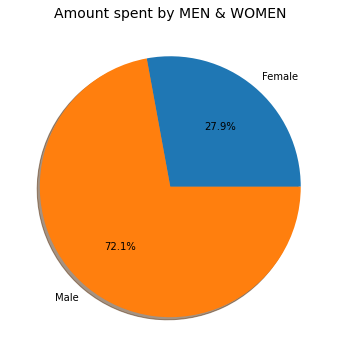 Amount spent by MEN & WOMEN
Female
27.9%
72.1%
Male